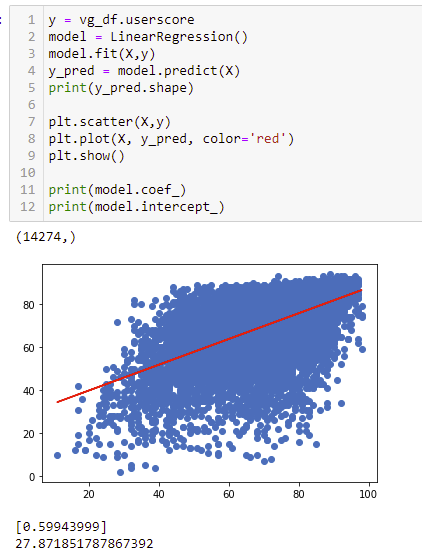 1 y = vg_df.userscore
2 model = LinearRegression()
3 model.fit(X,y)
4 y_pred = model.predict(X)
5 print(y_pred.shape)
6
7 plt.scatter(X,y)
8 plt.plot(X, y_pred, color='red')
9 plt.show()
10
11 print(model.coef_)
12 print(model.intercept_)
(14274,)
80
60
40
20
0
20 40 60 80 100
[0.59943999]
27.871851787867392